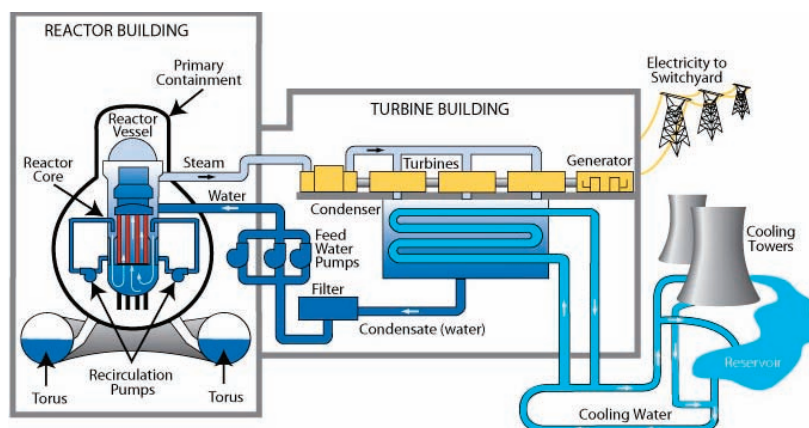 REACTOR BUILDING
Primary
Containment
Reactor
Vessel
Reactor
Core
Steam
Water
TURBINE BUILDING
Turbines
Generator
Electricity to
Switchyard
Condenser
Feed
Water
Pumps
Filter
Condensate (water)
Cooling
Towers
Reservoir
Cooling Water
Torus
Recirculation
Pumps
Torus